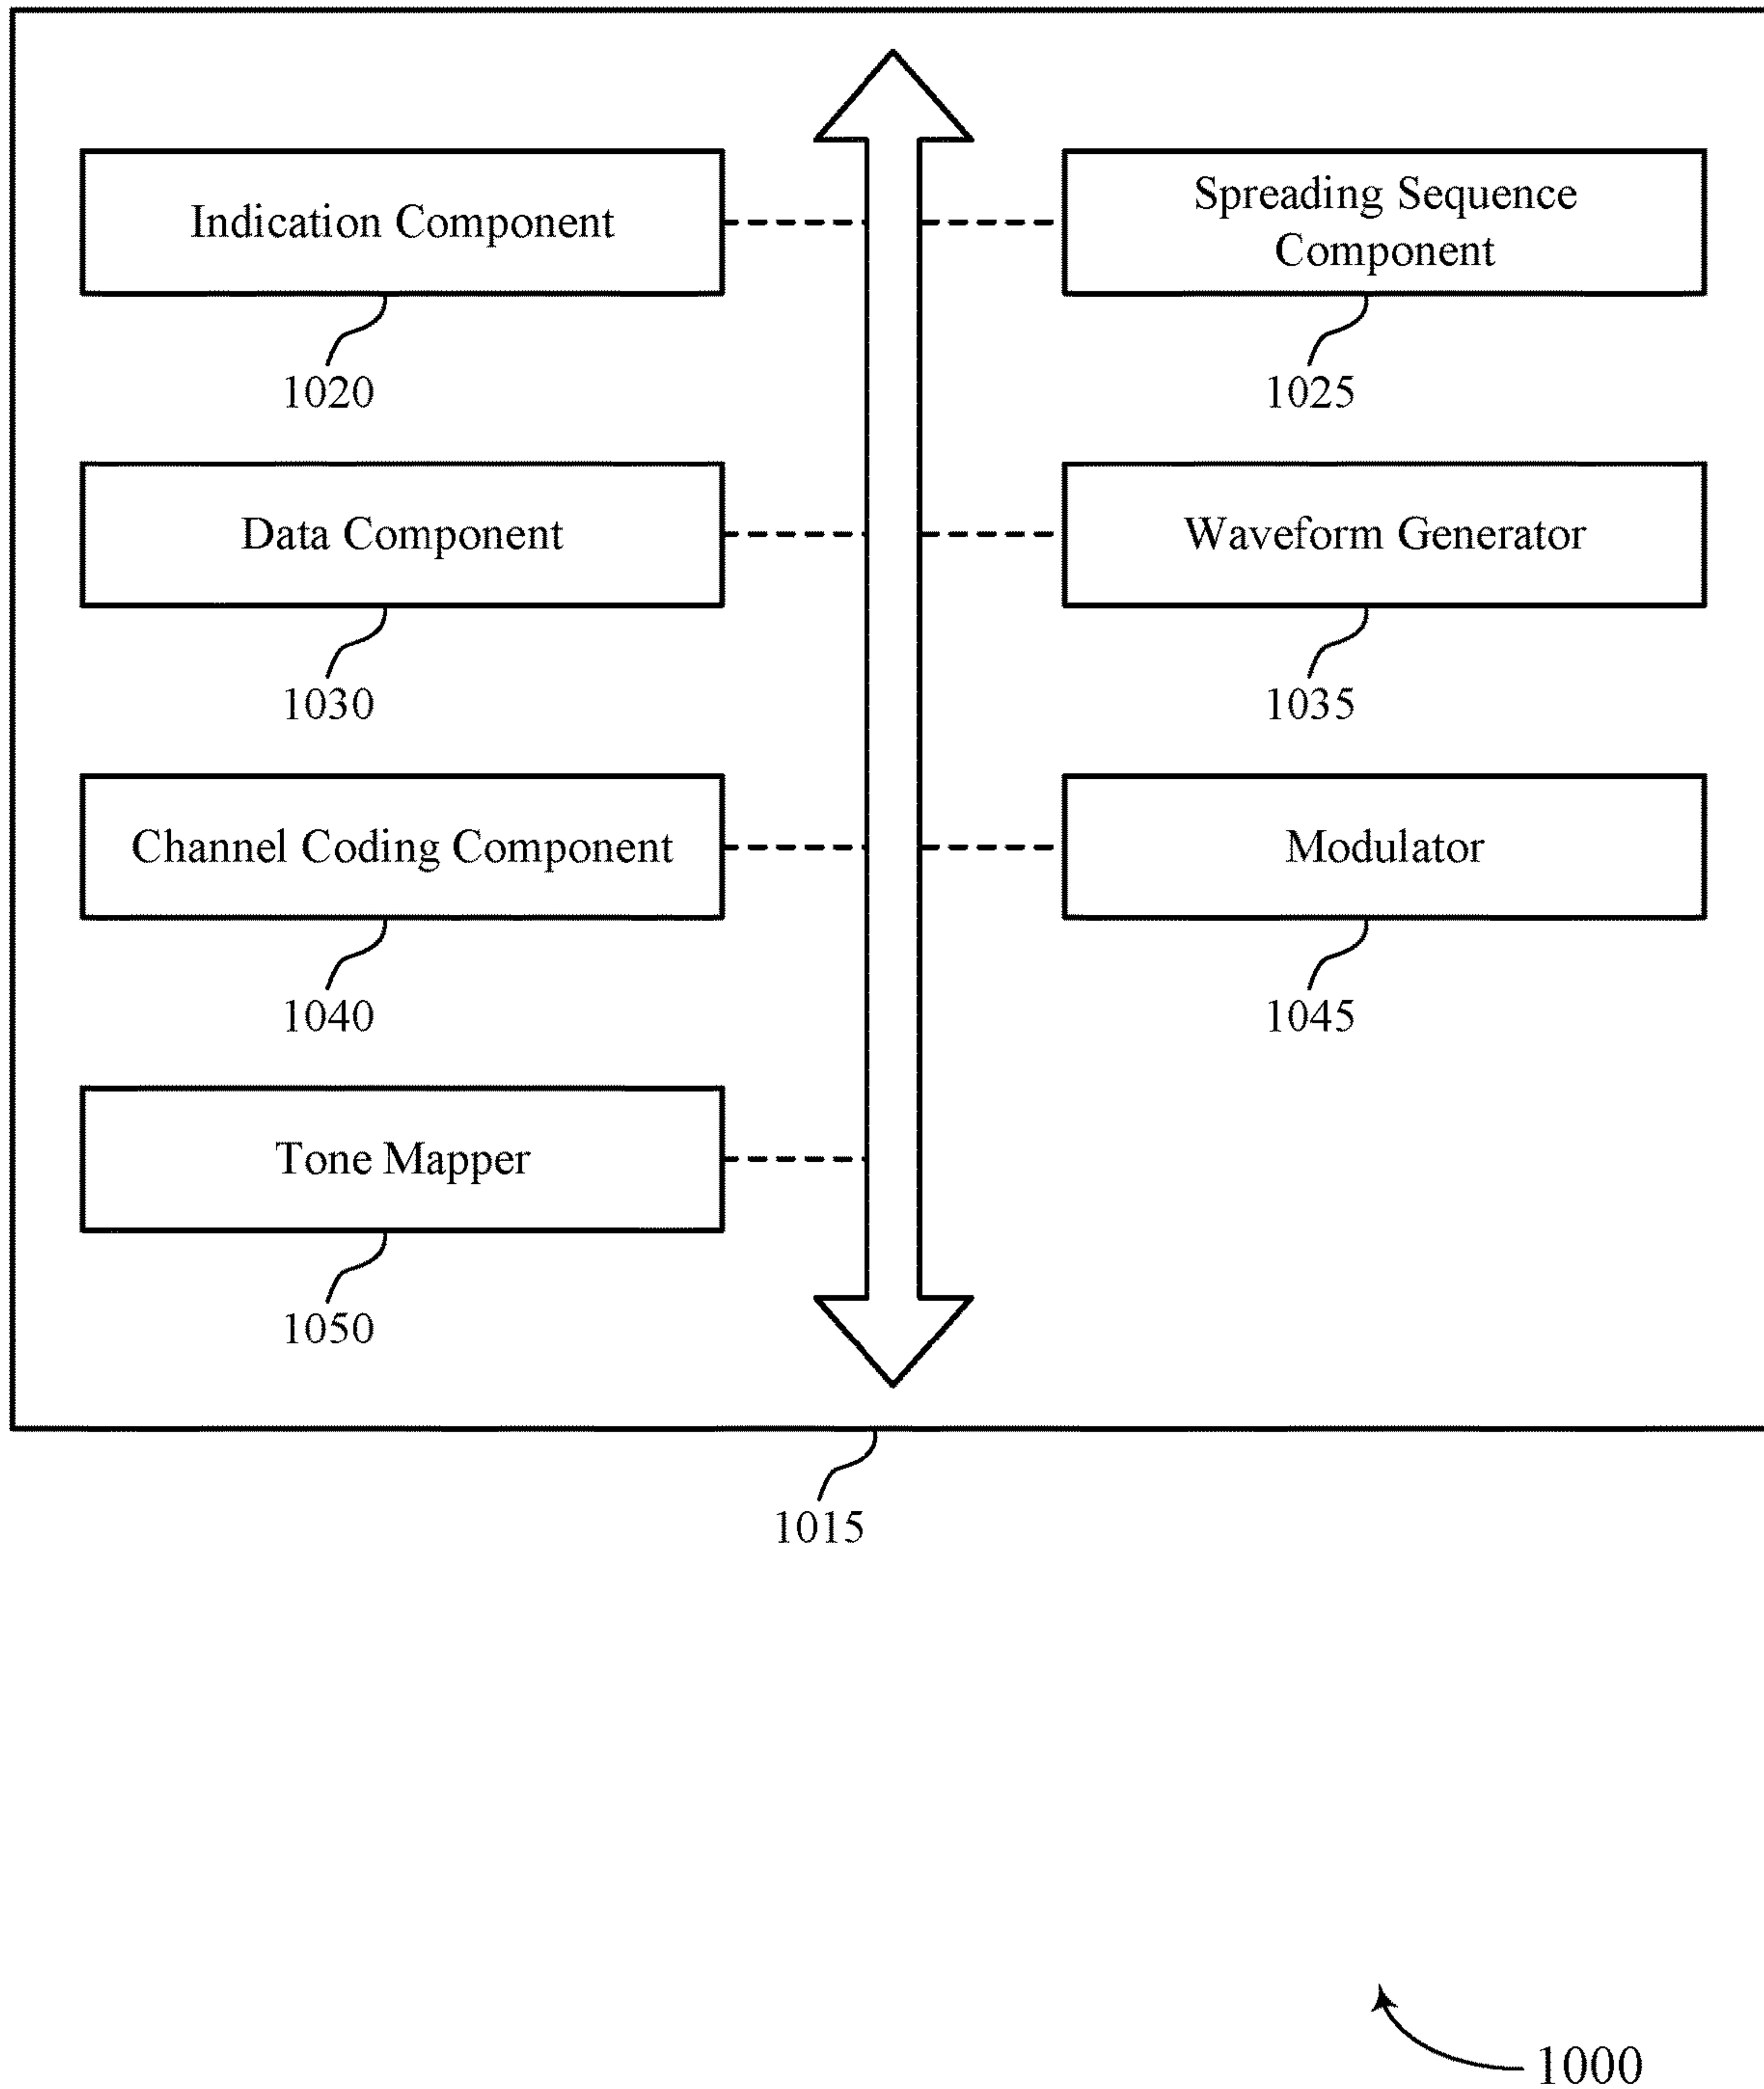 Indication Component
Spreading Sequence
Component
1020
1025
Data Component
Waveform Generator
1030
1035
Channel Coding Component
Modulator
1040
1045
Tone Mapper
1050
1015
1000